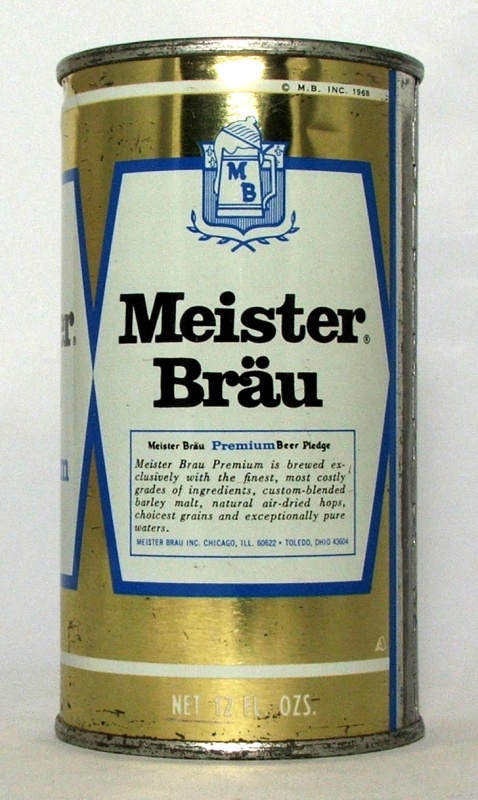 © M.B. INC. 1968
M
B
Meister®
Bräu
Meister Bräu Premium Beer Pledge
Meister Brau Premium is brewed ex-
clusively with the finest, most costly
grades of ingredients, custom-blended
barley malt, natural air-dried hops,
choicest grains and exceptionally pure
waters.
MEISTER BRAU INC. CHICAGO, ILL. 60622 • TOLEDO, OHIO 43604
NET 12 FL. OZS.